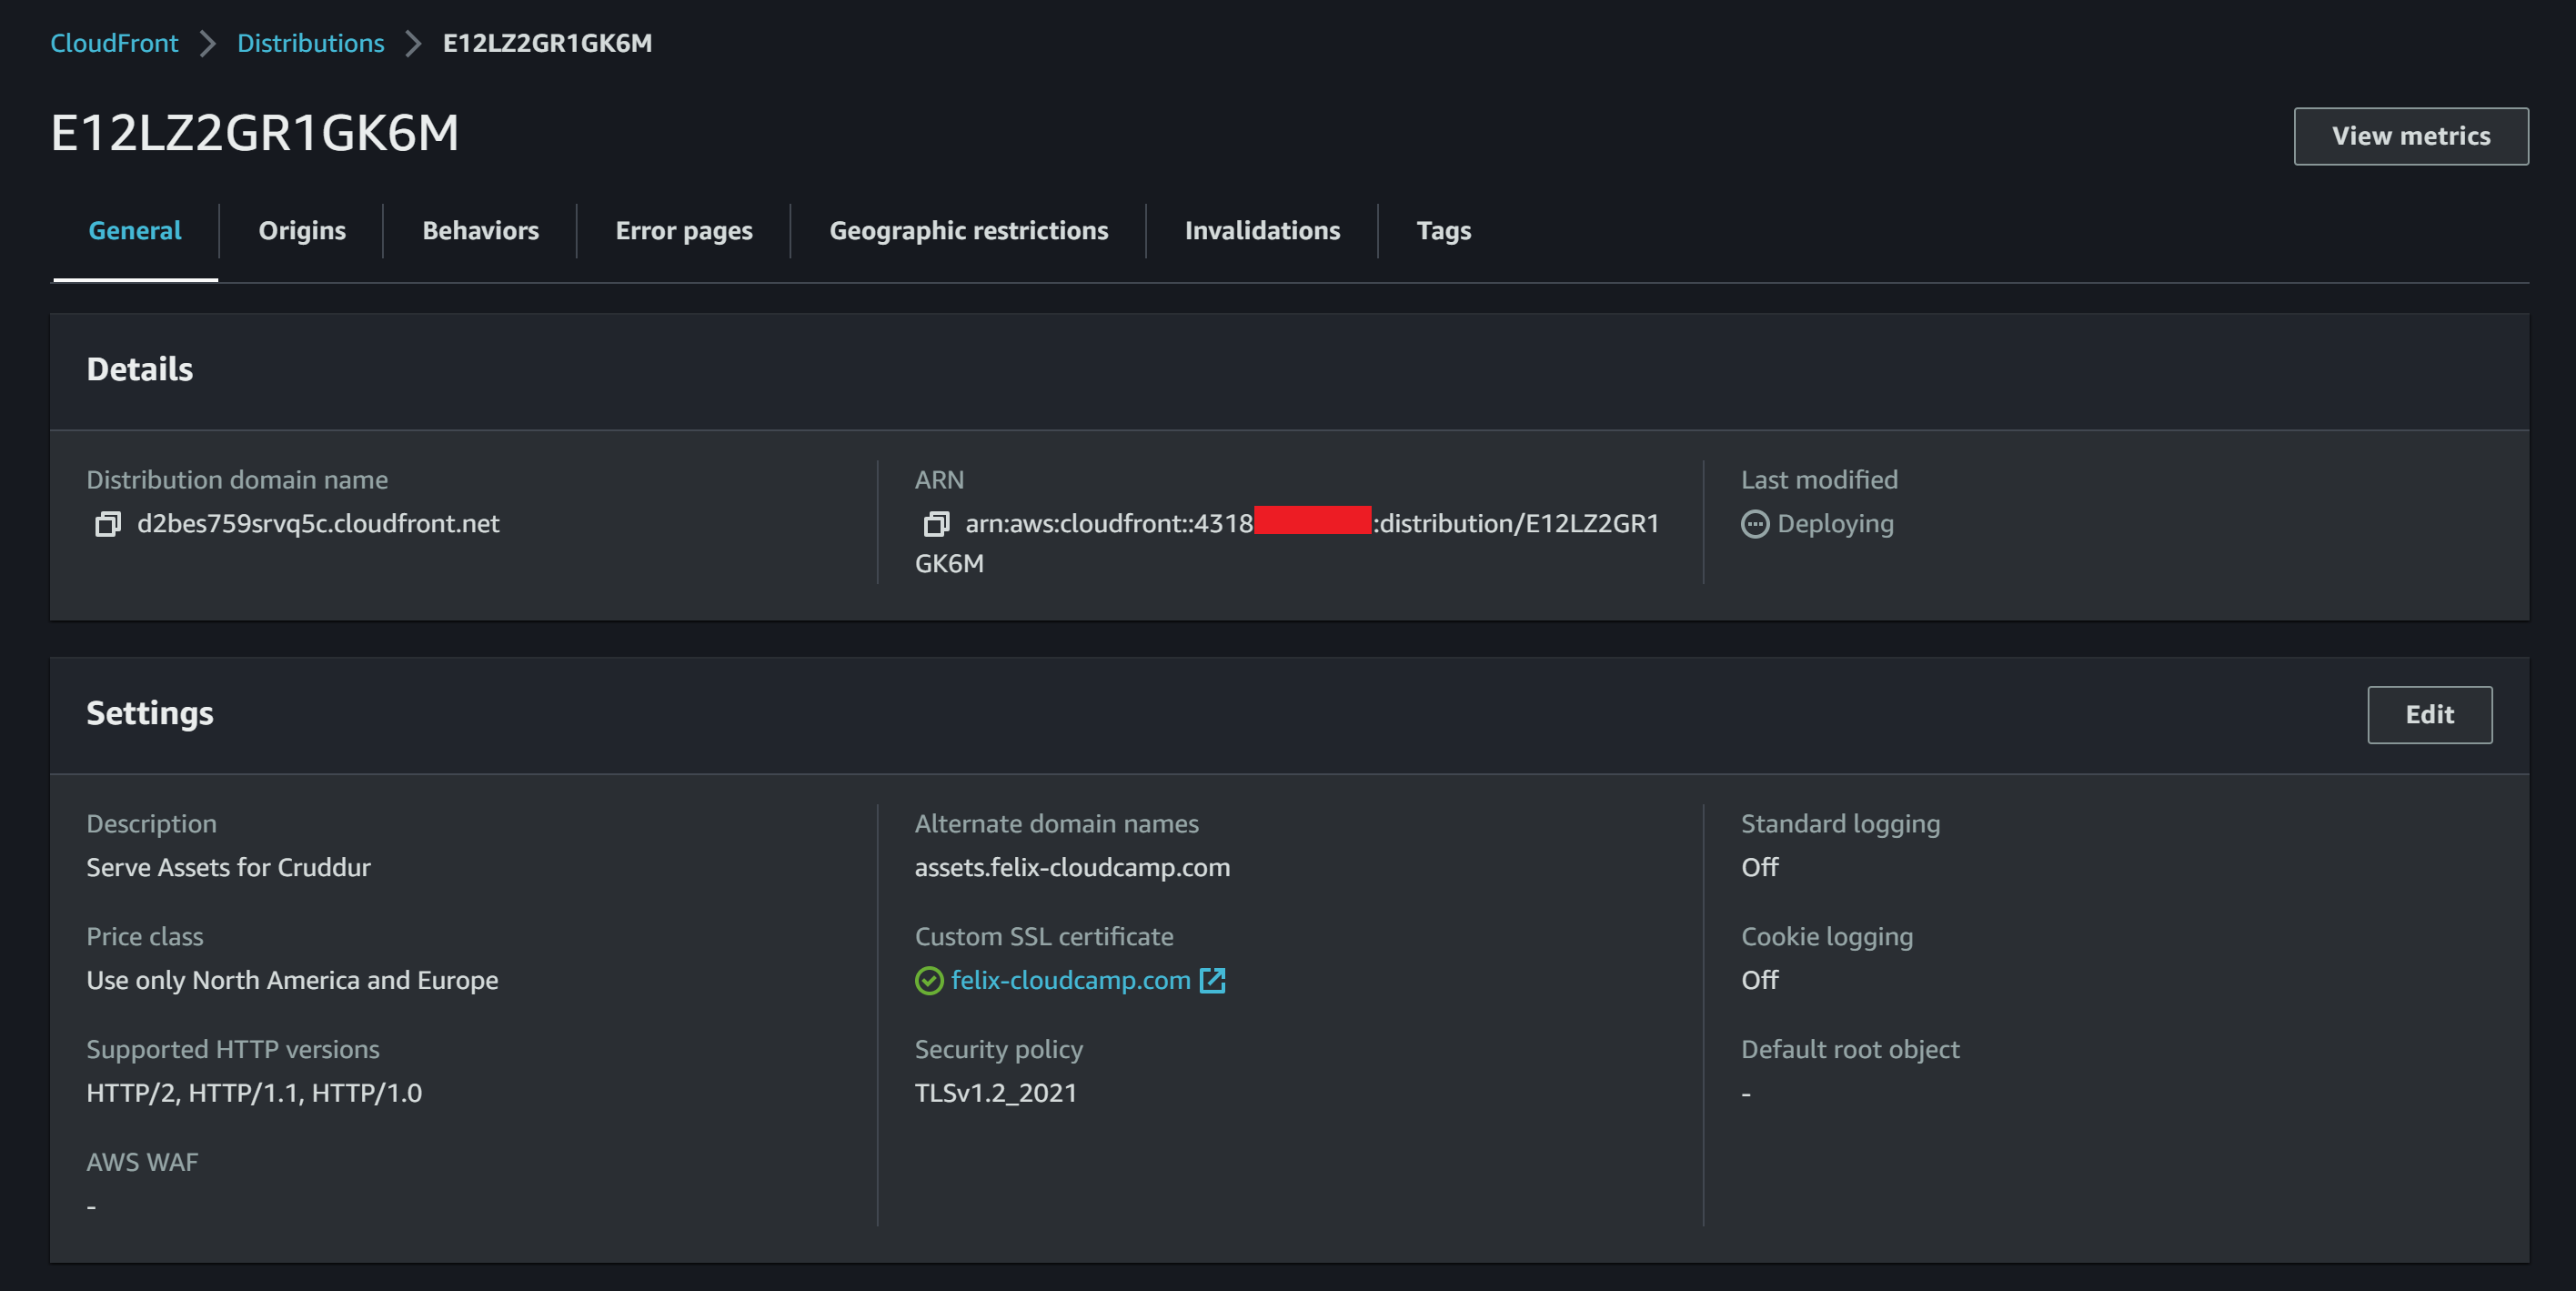 CloudFront > Distributions > E12LZ2GR1GK6M
E12LZ2GR1GK6M
View metrics
General Origins Behaviors Error pages Geographic restrictions Invalidations Tags
Details
Distribution domain name
d2bes759srvq5c.cloudfront.net
ARN
arn:aws:cloudfront::4318 :distribution/E12LZ2GR1
GK6M
Last modified
Deploying
Settings
Edit
Description
Serve Assets for Cruddur
Price class
Use only North America and Europe
Supported HTTP versions
HTTP/2, HTTP/1.1, HTTP/1.0
AWS WAF
-
Alternate domain names
assets.felix-cloudcamp.com
Custom SSL certificate
felix-cloudcamp.com
Security policy
TLSv1.2_2021
Standard logging
Off
Cookie logging
Off
Default root object
-